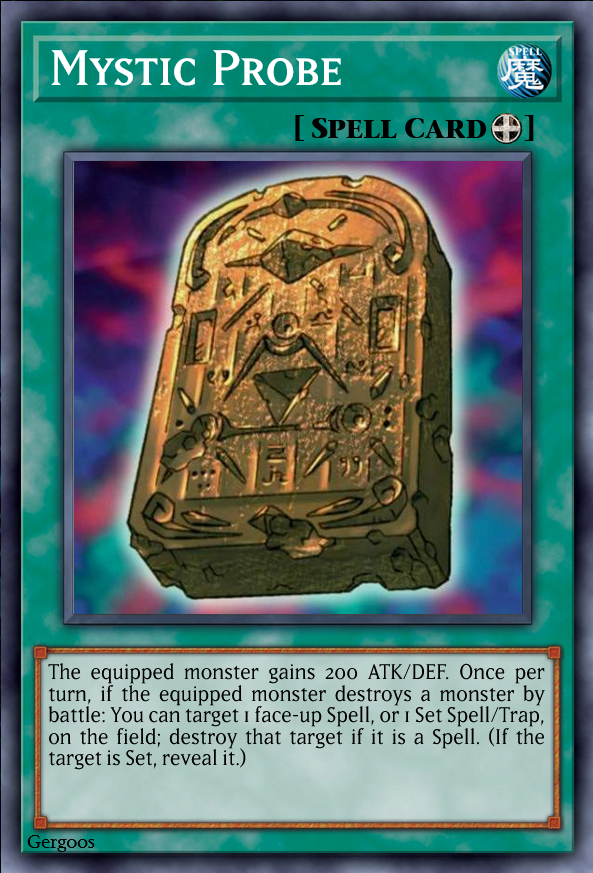 Mystic Probe
SPELL
魔
[ Spell Card ]
The equipped monster gains 200 ATK/DEF. Once per
turn, if the equipped monster destroys a monster by
battle: You can target 1 face-up Spell, or 1 Set Spell/Trap,
on the field; destroy that target if it is a Spell. (If the
target is Set, reveal it.)
Gergoos